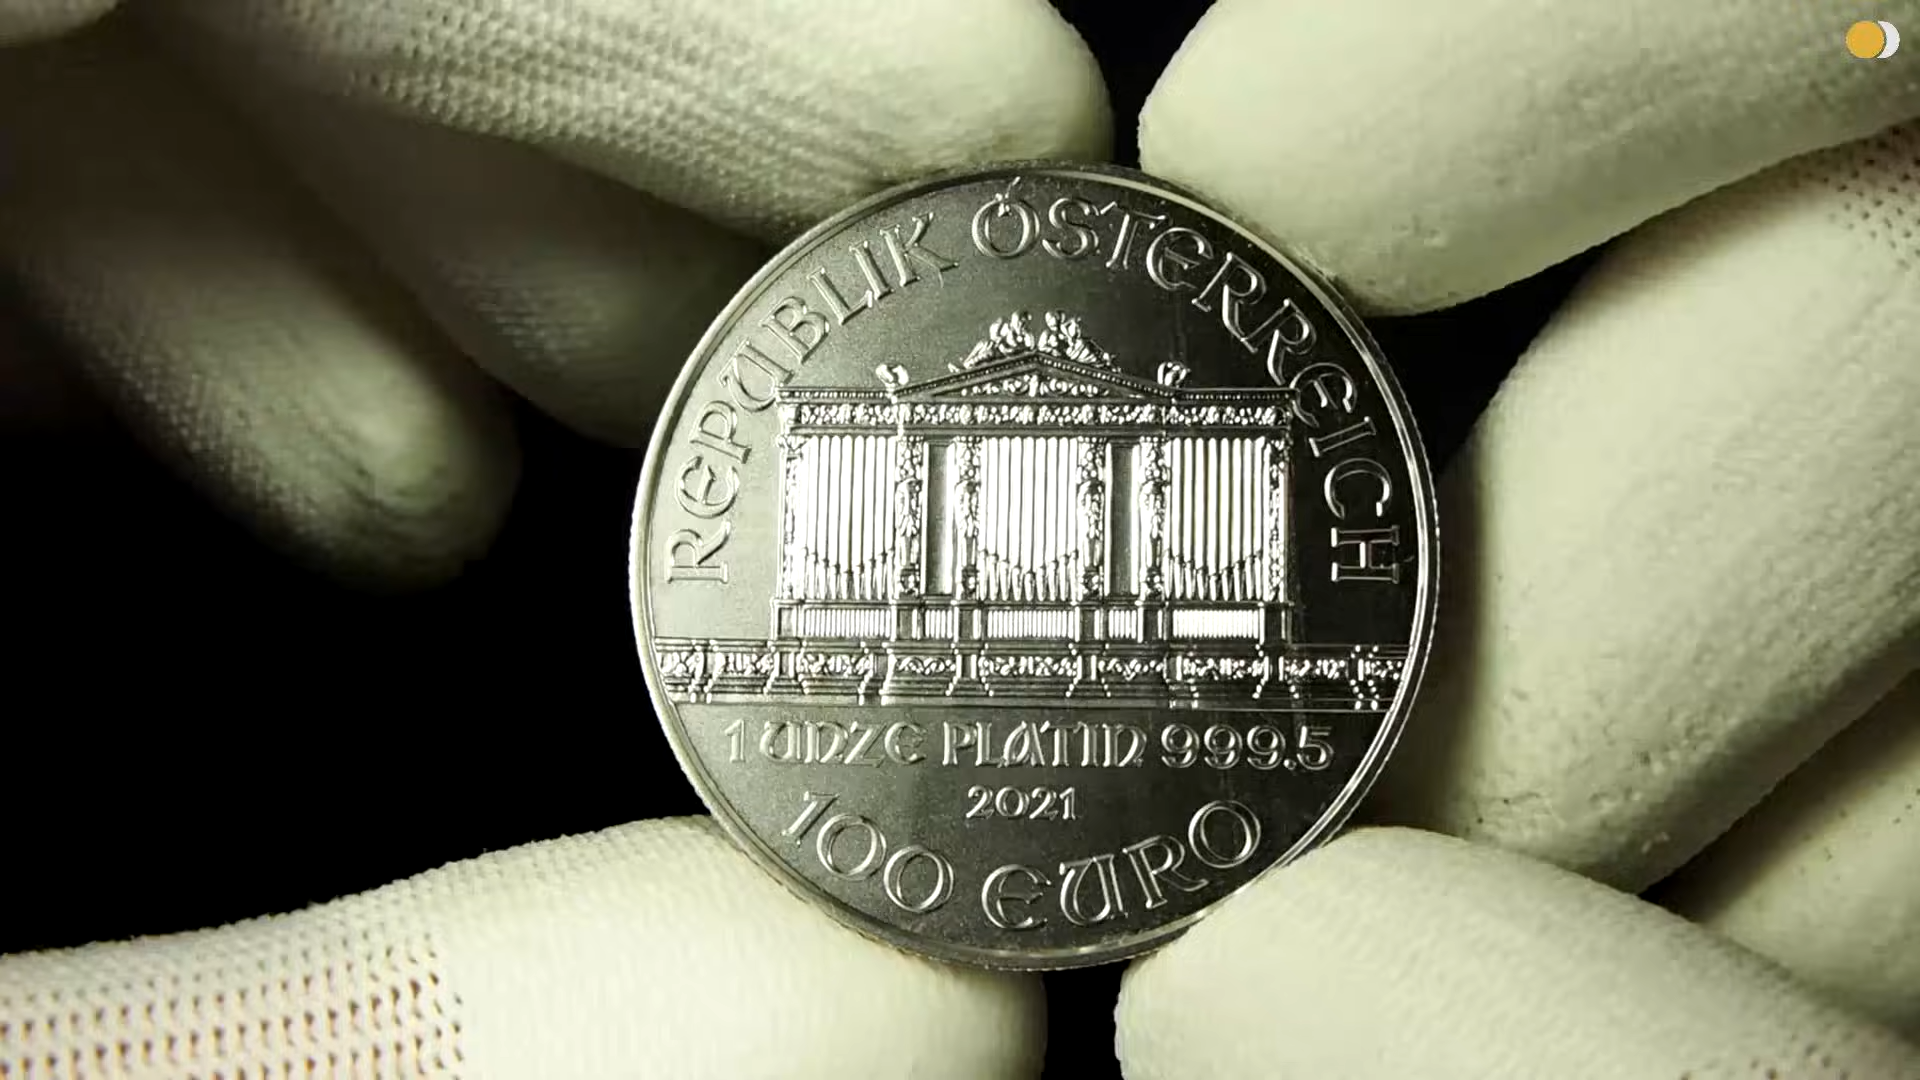 REPUBLIK ÖSTERREICH
1 UNZE PLATIN 999.5
2021
100 EURO